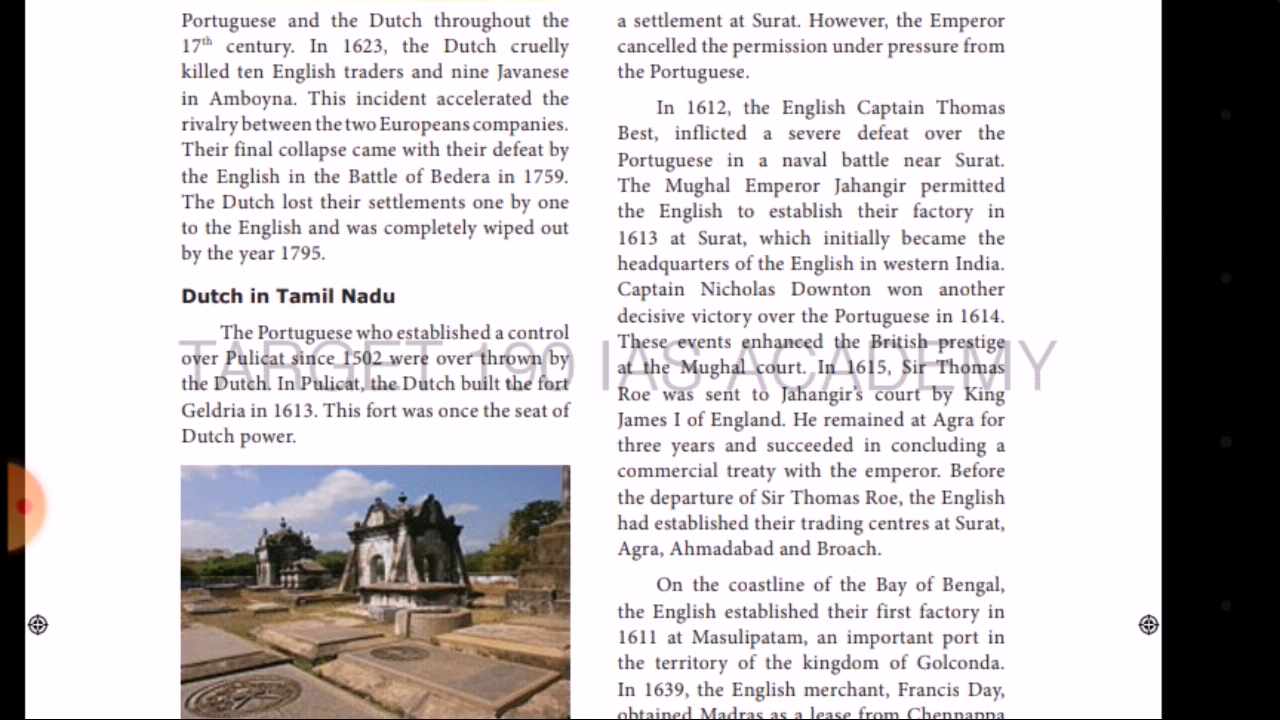 Portuguese and the Dutch throughout the
17th century. In 1623, the Dutch cruelly
killed ten English traders and nine Javanese
in Amboyna. This incident accelerated the
rivalry between the two Europeans companies.
Their final collapse came with their defeat by
the English in the Battle of Bedera in 1759.
The Dutch lost their settlements one by one
to the English and was completely wiped out
by the year 1795.
Dutch in Tamil Nadu
The Portuguese who established a control
over Pulicat since 1502 were over thrown by
the Dutch. In Pulicat, the Dutch built the fort
Geldria in 1613. This fort was once the seat of
Dutch power.
a settlement at Surat. However, the Emperor
cancelled the permission under pressure from
the Portuguese.
In 1612, the English Captain Thomas
Best, inflicted a severe defeat over the
Portuguese in a naval battle near Surat.
The Mughal Emperor Jahangir permitted
the English to establish their factory in
1613 at Surat, which initially became the
headquarters of the English in western India.
Captain Nicholas Downton won another
decisive victory over the Portuguese in 1614.
These events enhanced the British prestige
at the Mughal court. In 1615, Sir Thomas
Roe was sent to Jahangir's court by King
James I of England. He remained at Agra for
three years and succeeded in concluding a
commercial treaty with the emperor. Before
the departure of Sir Thomas Roe, the English
had established their trading centres at Surat,
Agra, Ahmadabad and Broach.
On the coastline of the Bay of Bengal,
the English established their first factory in
1611 at Masulipatam, an important port in
the territory of the kingdom of Golconda.
In 1639, the English merchant, Francis Day,
obtained Madras as a lease from Chennappa
TARGET 190 IAS ACADEMY